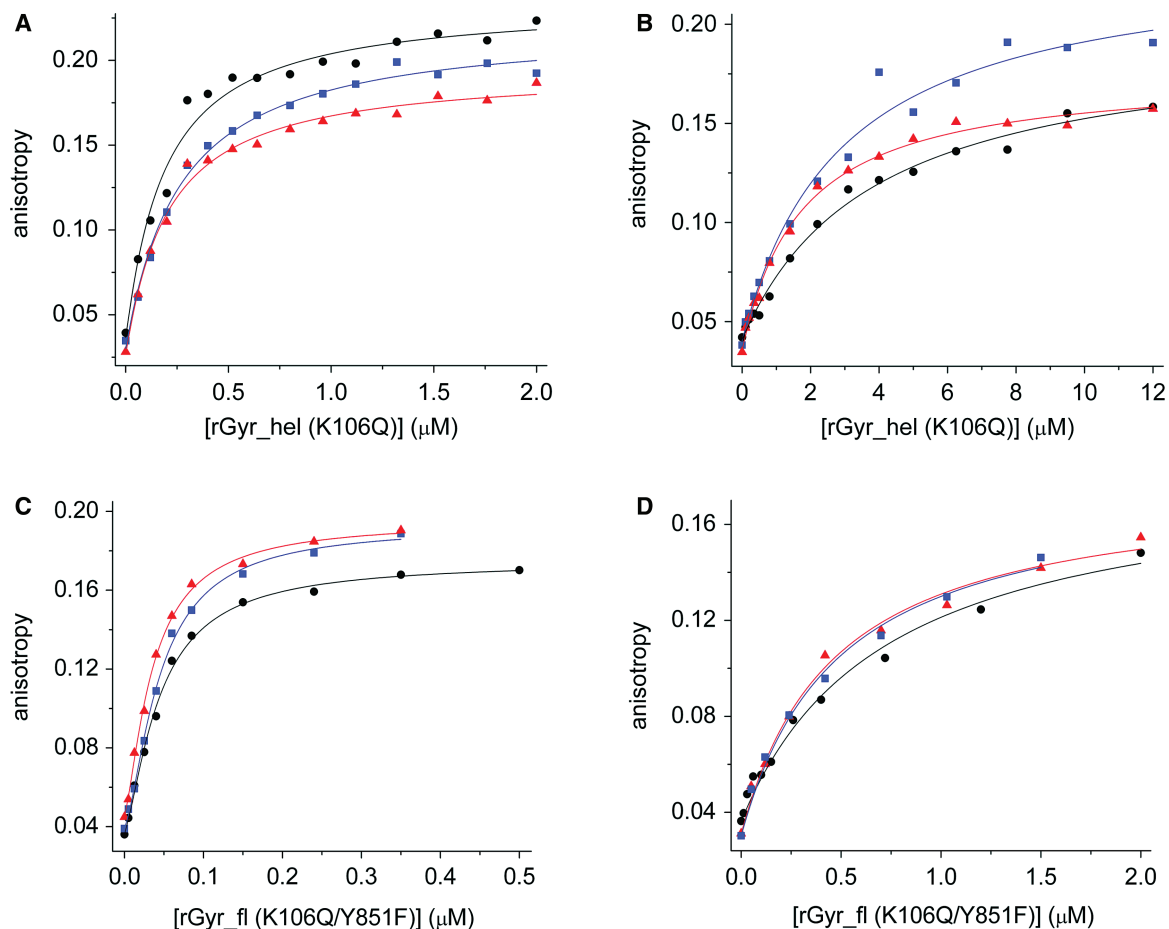 A
anisotropy
0.20
0.15
0.10
0.05
0.0 0.5 1.0 1.5 2.0
[rGyr_hel (K106Q)] (μM)
B
anisotropy
0.20
0.15
0.10
0.05
0 2 4 6 8 10 12
[rGyr_hel (K106Q)] (μM)
C
anisotropy
0.20
0.16
0.12
0.08
0.04
0.0 0.1 0.2 0.3 0.4 0.5
[rGyr_fl (K106Q/Y851F)] (μM)
D
anisotropy
0.16
0.12
0.08
0.04
0.0 0.5 1.0 1.5 2.0
[rGyr_fl (K106Q/Y851F)] (μM)